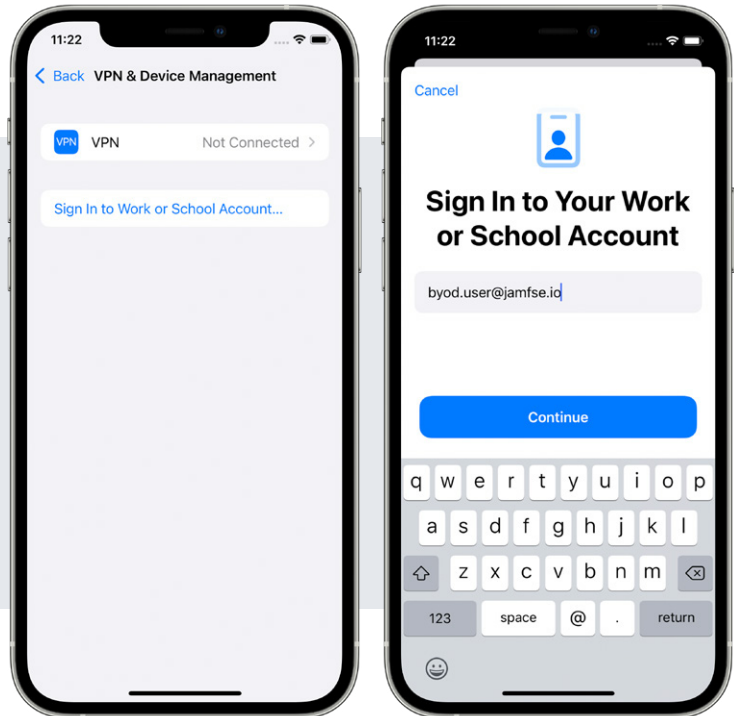 11:22
Back VPN & Device Management
VPN VPN Not Connected
Sign In to Work or School Account...
11:22
Cancel
Sign In to Your Work
or School Account
byod.user@jamfse.io
Continue
q w e r t y u i o p
a s d f g h j k l
z x c v b n m
123 space @ . return